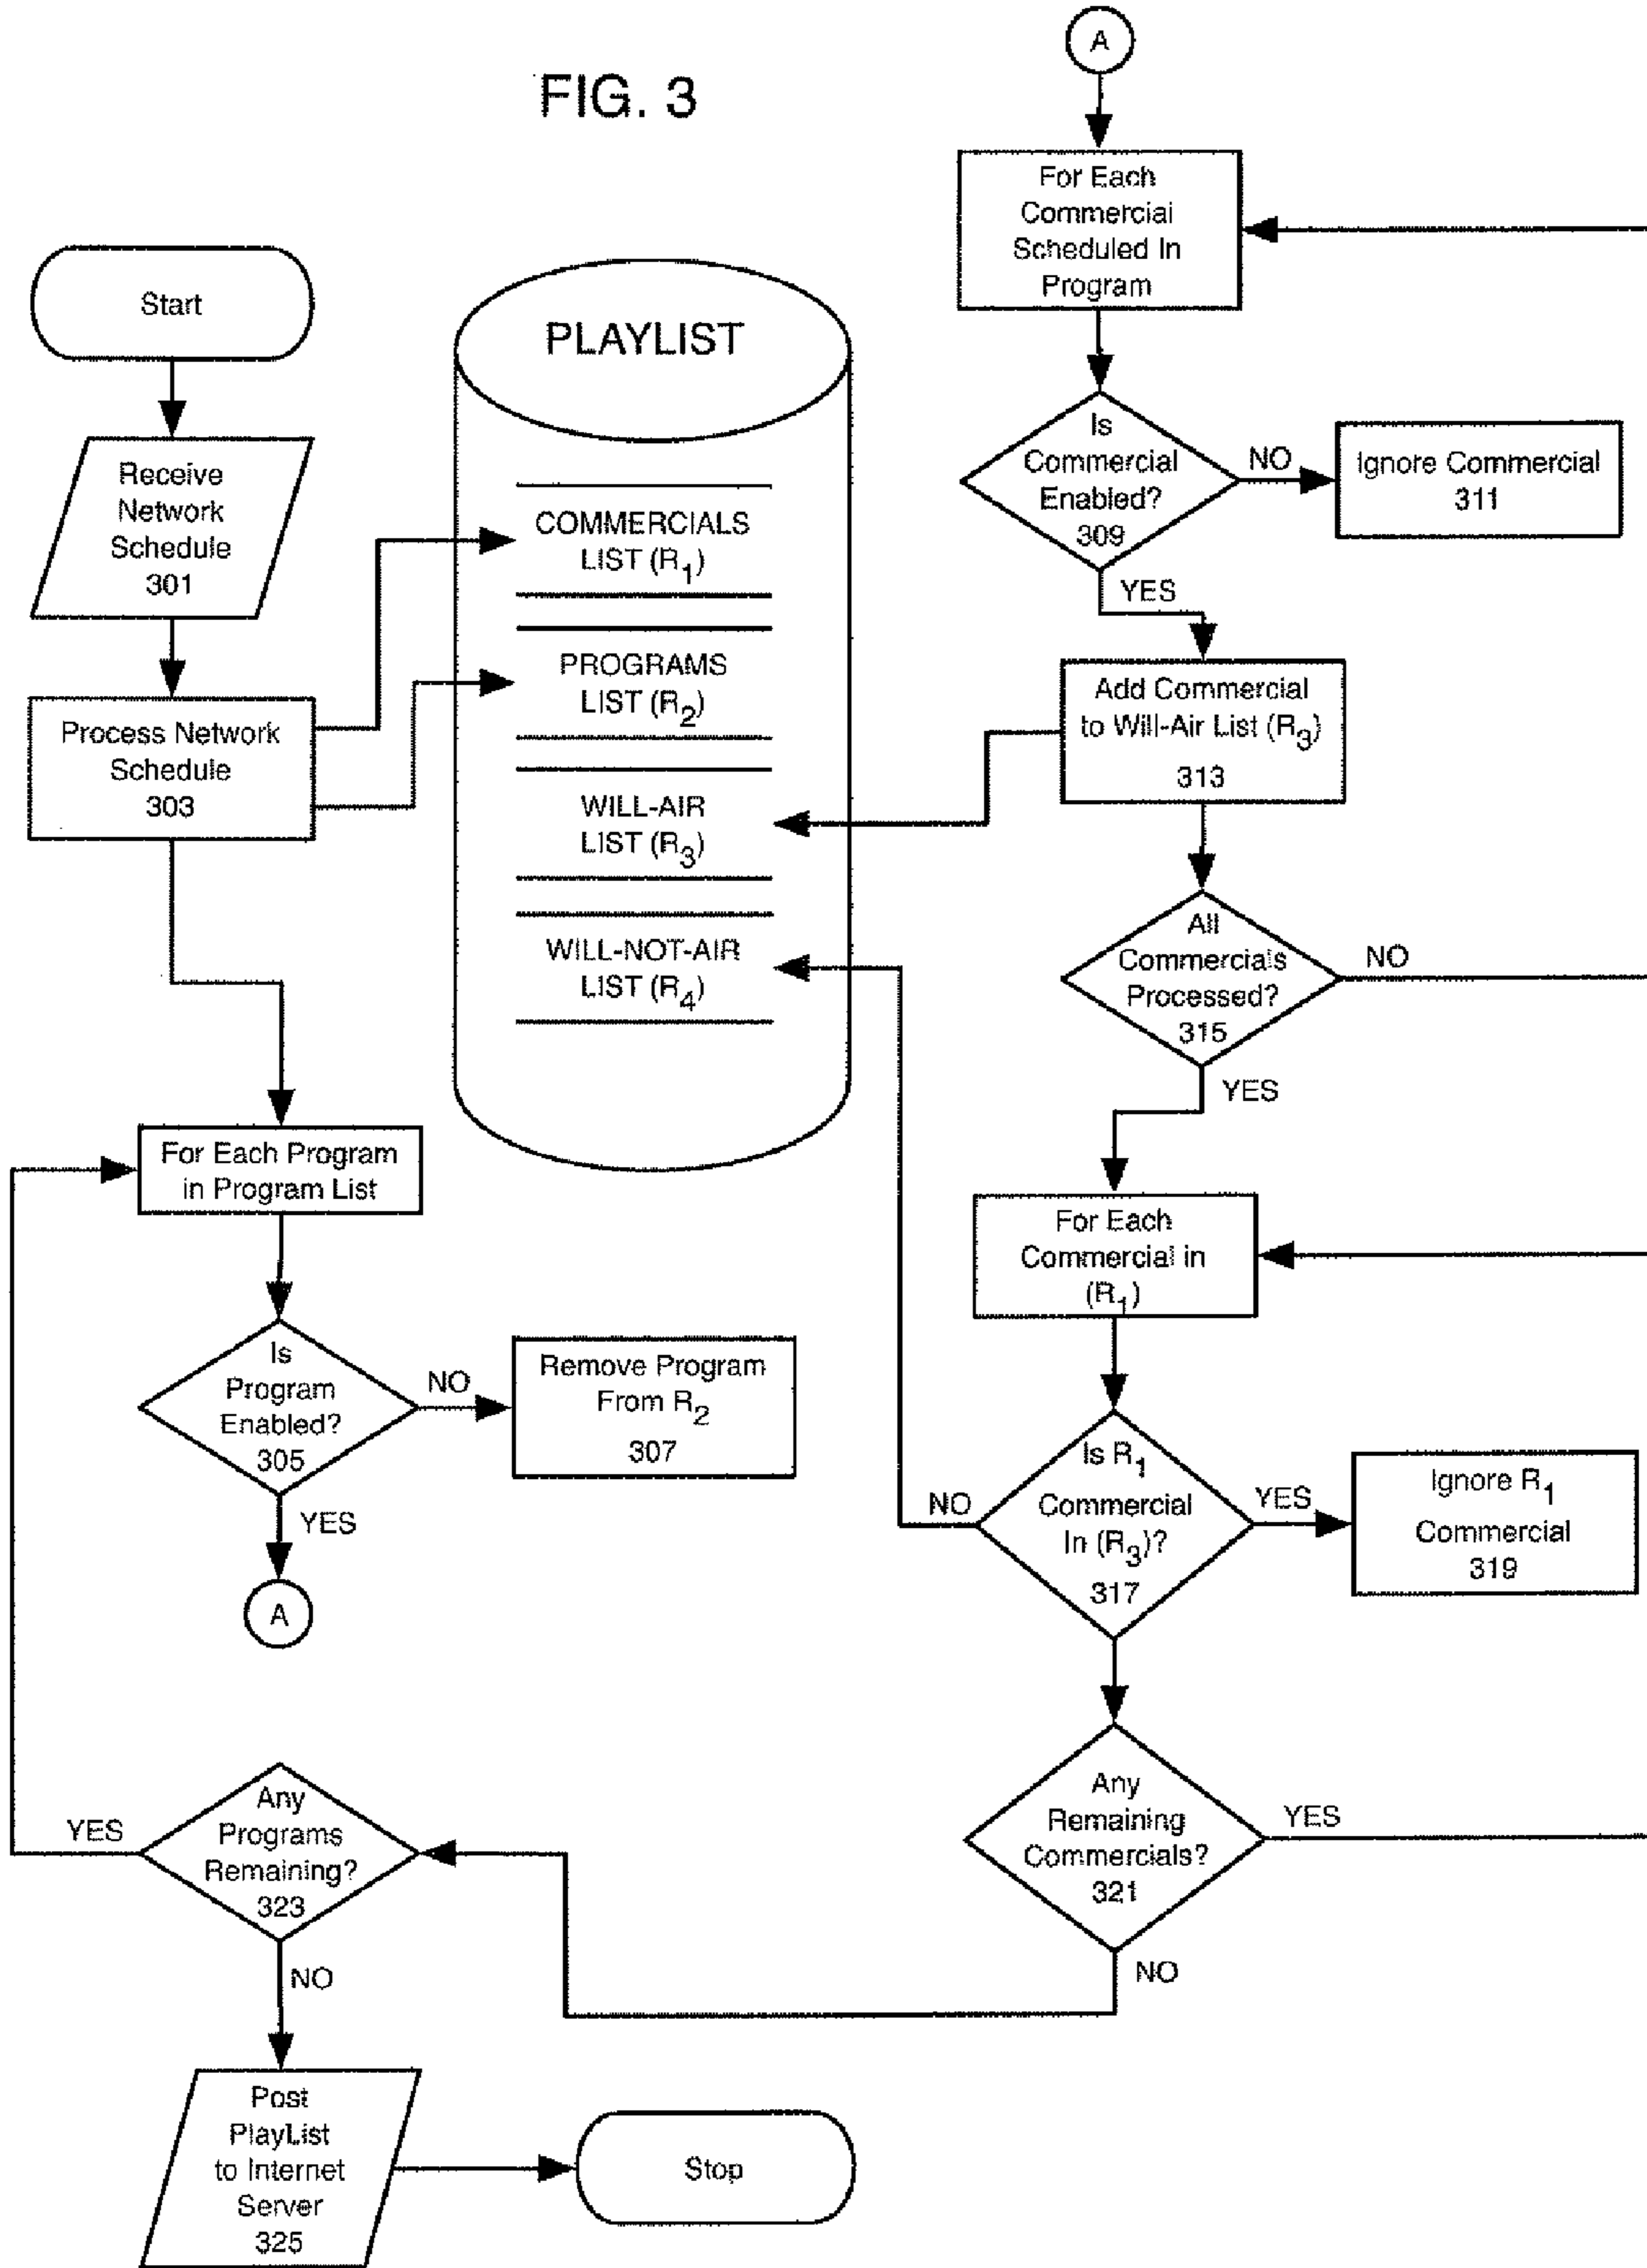 FIG. 3
Start
Receive
Network
Schedule
301
Process Network
Schedule
303
For Each Program
in Program List
Is
Program
Enabled?
305
NO
Remove Program
From R2
307
YES
A
PLAYLIST
COMMERCIALS
LIST (R1)
PROGRAMS
LIST (R2)
WILL-AIR
LIST (R3)
WILL-NOT-AIR
LIST (R4)
A
For Each
Commercial
Scheduled In
Program
Is
Commercial
Enabled?
309
NO
Ignore Commercial
311
YES
Add Commercial
to Will-Air List (R3)
313
All
Commercials
Processed?
315
NO
YES
For Each
Commercial in
(R1)
Is R1
Commercial
In (R3)?
317
NO
YES
Ignore R1
Commercial
319
Any
Remaining
Commercials?
321
YES
NO
Any
Programs
Remaining?
323
YES
NO
Post
PlayList
to Internet
Server
325
Stop